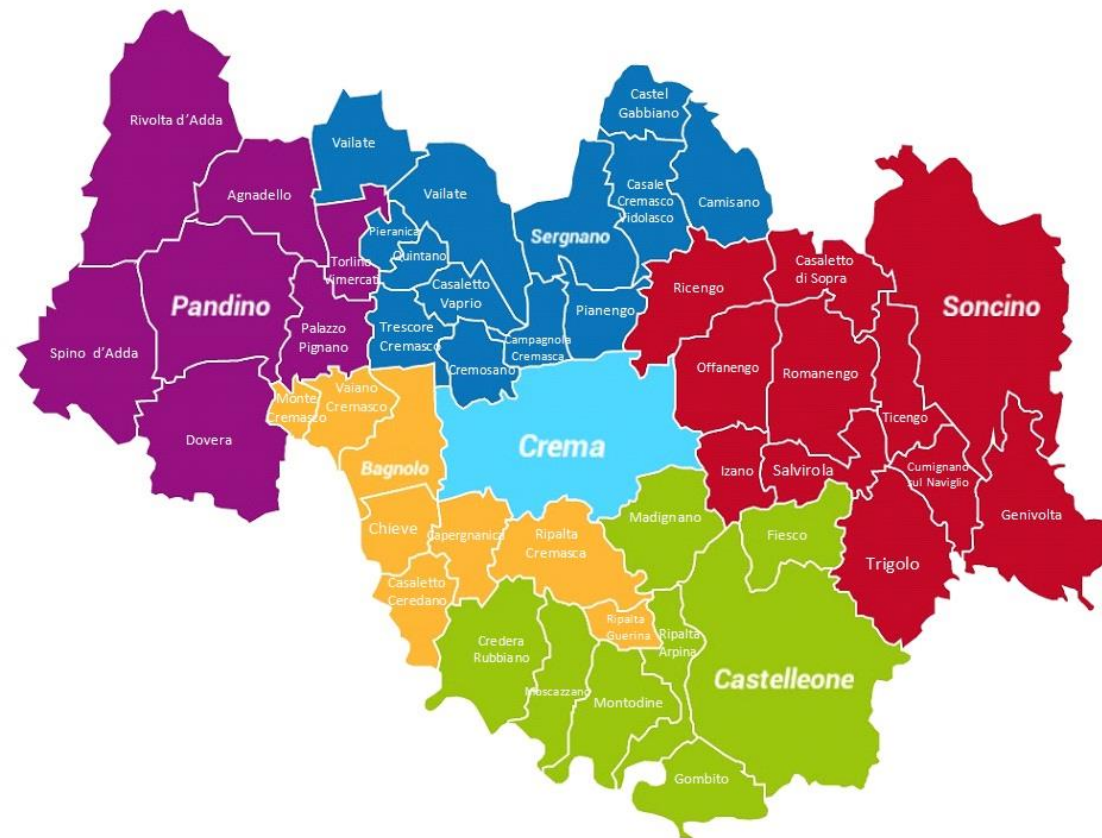 Rivolta d'Adda
Agnadello
Torlino
Vimercati
Pandino
Palazzo
Pignano
Spino d'Adda
Dovera
Vailate
Vailate
Pieranica
Quintano
Casaletto
Vaprio
Trescore
Cremasco
Cremosano
Campagnola
Cremasca
Sergnano
Pianengo
Castel
Gabbiano
Casale
Cremasco
Vidolasco
Camisano
Ricengo
Casaletto
di Sopra
Soncino
Offanengo
Romanengo
Ticengo
Izano
Salvirola
Cumignano
sul Naviglio
Genivolta
Trigolo
Crema
Monte
Cremasco
Vaiano
Cremasco
Bagnolo
Chieve
Capergnanica
Casaletto
Ceredano
Ripalta
Cremasca
Ripalta
Guerina
Madignano
Fiesco
Credera
Rubbiano
Moscazzano
Montodine
Ripalta
Arpina
Castelleone
Gombito